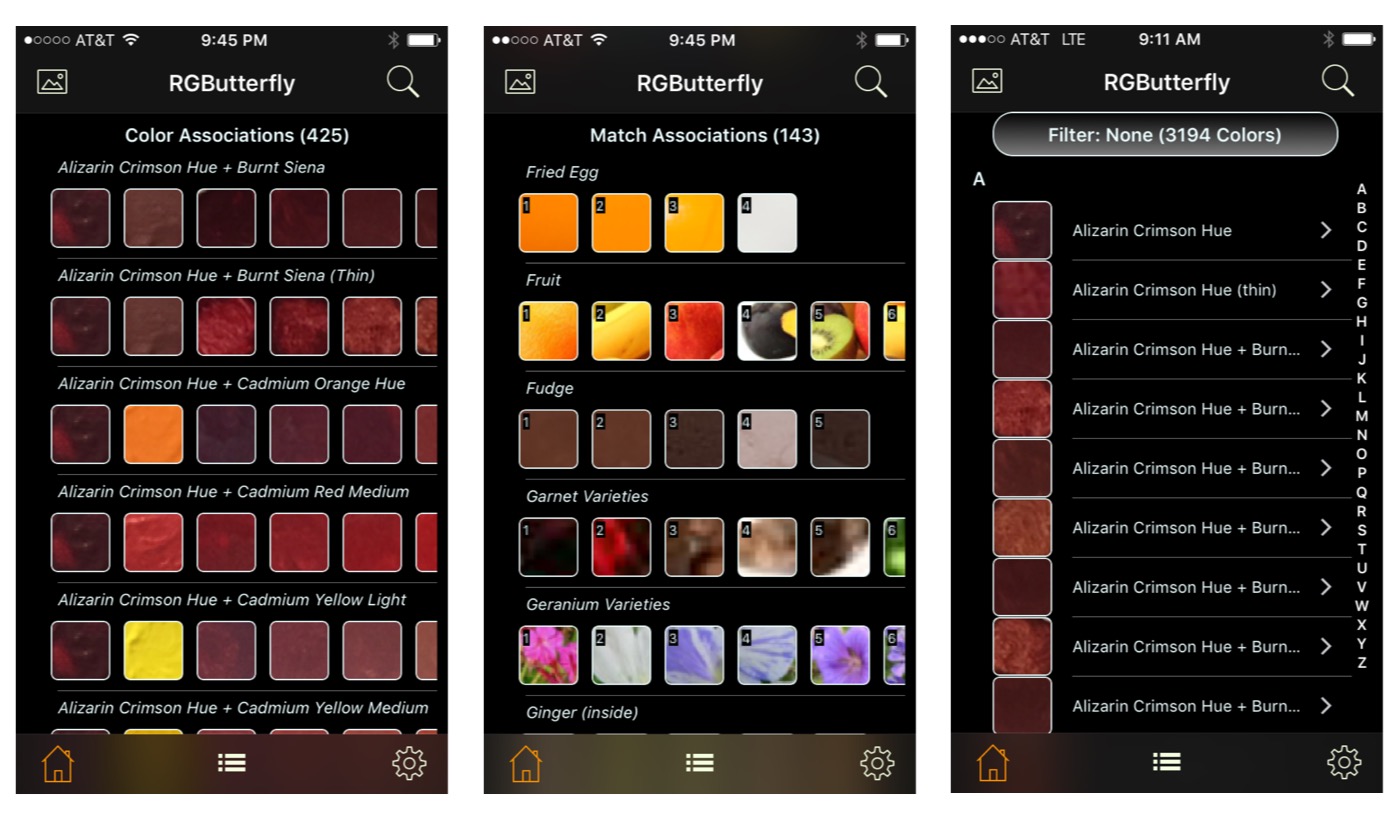 AT&T 9:45 PM
RGButterfly
Color Associations (425)
Alizarin Crimson Hue + Burnt Siena
Alizarin Crimson Hue + Burnt Siena (Thin)
Alizarin Crimson Hue + Cadmium Orange Hue
Alizarin Crimson Hue + Cadmium Red Medium
Alizarin Crimson Hue + Cadmium Yellow Light
Alizarin Crimson Hue + Cadmium Yellow Medium
AT&T 9:45 PM
RGButterfly
Match Associations (143)
Fried Egg
1 2 3 4
Fruit
1 2 3 4 5 6
Fudge
1 2 3 4 5
Garnet Varieties
1 2 3 4 5 6
Geranium Varieties
1 2 3 4 5 6
Ginger (inside)
AT&T LTE 9:11 AM
RGButterfly
Filter: None (3194 Colors)
A
Alizarin Crimson Hue
Alizarin Crimson Hue (thin)
Alizarin Crimson Hue + Burn...
Alizarin Crimson Hue + Burn...
Alizarin Crimson Hue + Burn...
Alizarin Crimson Hue + Burn...
Alizarin Crimson Hue + Burn...
Alizarin Crimson Hue + Burn...
Alizarin Crimson Hue + Burn...
A
B
C
D
E
F
G
H
I
J
K
L
M
N
O
P
Q
R
S
T
U
V
W
X
Y
Z